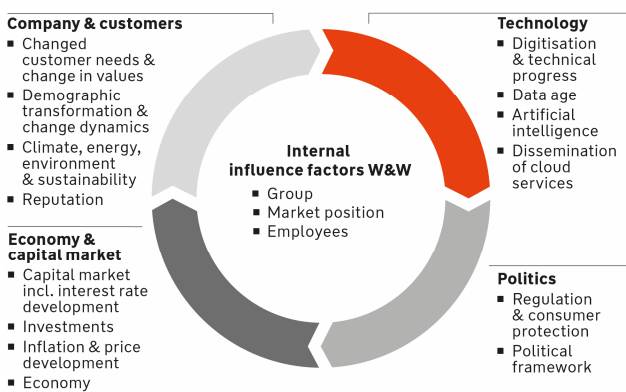 Company & customers
▪ Changed
customer needs &
change in values
▪ Demographic
transformation &
change dynamics
▪ Climate, energy,
environment
& sustainability
▪ Reputation
Technology
▪ Digitisation
& technical
progress
▪ Data age
▪ Artificial
intelligence
▪ Dissemination
of cloud
services
Internal
influence factors W&W
▪ Group
▪ Market position
▪ Employees
Economy &
capital market
▪ Capital market
incl. interest rate
development
▪ Investments
▪ Inflation & price
development
▪ Economy
Politics
▪ Regulation
& consumer
protection
▪ Political
framework